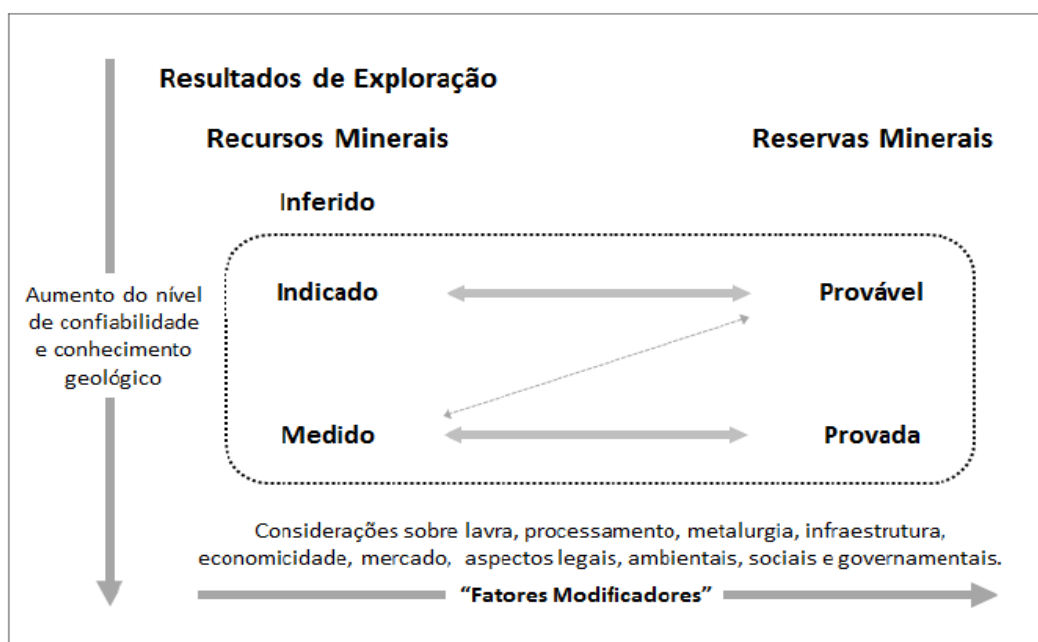 Resultados de Exploração
Recursos Minerais
Reservas Minerais
Inferido
Aumento do nível
de confiabilidade
e conhecimento
geológico
Indicado
Provável
Medido
Provada
Considerações sobre lavra, processamento, metalurgia, infraestrutura,
economicidade, mercado, aspectos legais, ambientais, sociais e governamentais.
“Fatores Modificadores”